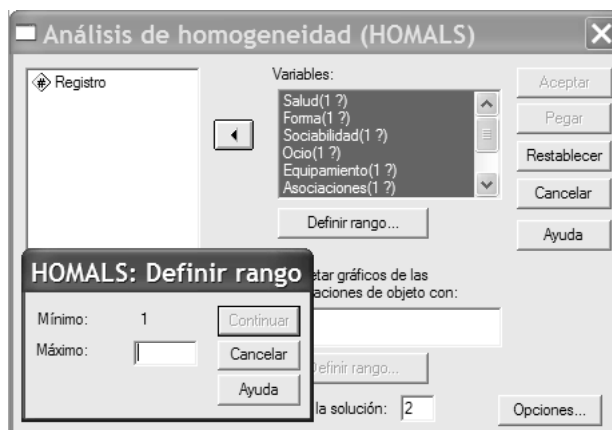 Análisis de homogeneidad (HOMALS)
Registro
Variables:
Salud(1 ?)
Forma(1 ?)
Sociabilidad(1 ?)
Ocio(1 ?)
Equipamiento(1 ?)
Asociaciones(1 ?)
Definir rango...
Aceptar
Pegar
Restablecer
Cancelar
Ayuda
HOMALS: Definir rango
Mínimo: 1
Máximo:
Continuar
Cancelar
Ayuda
etar gráficos de las
aciones de objeto con:
efinir rango...
la solución: 2
Opciones...